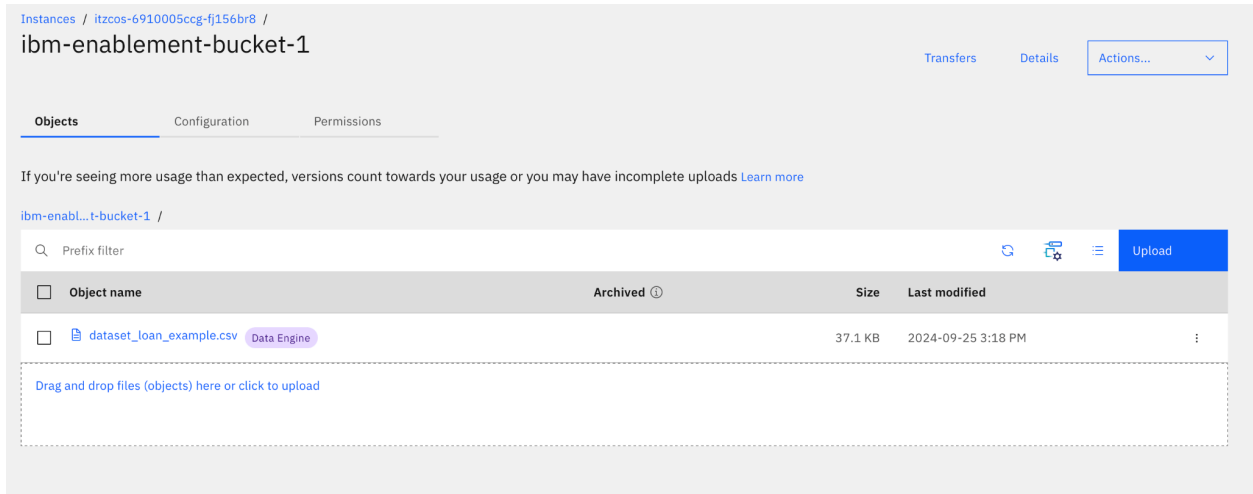 Instances / itzcos-6910005ccg-fj156br8 /
ibm-enablement-bucket-1
Transfers Details Actions...
Objects Configuration Permissions
If you're seeing more usage than expected, versions count towards your usage or you may have incomplete uploads Learn more
ibm-enabl...t-bucket-1 /
Prefix filter Upload
Object name Archived Size Last modified
dataset_loan_example.csv Data Engine 37.1 KB 2024-09-25 3:18 PM
Drag and drop files (objects) here or click to upload